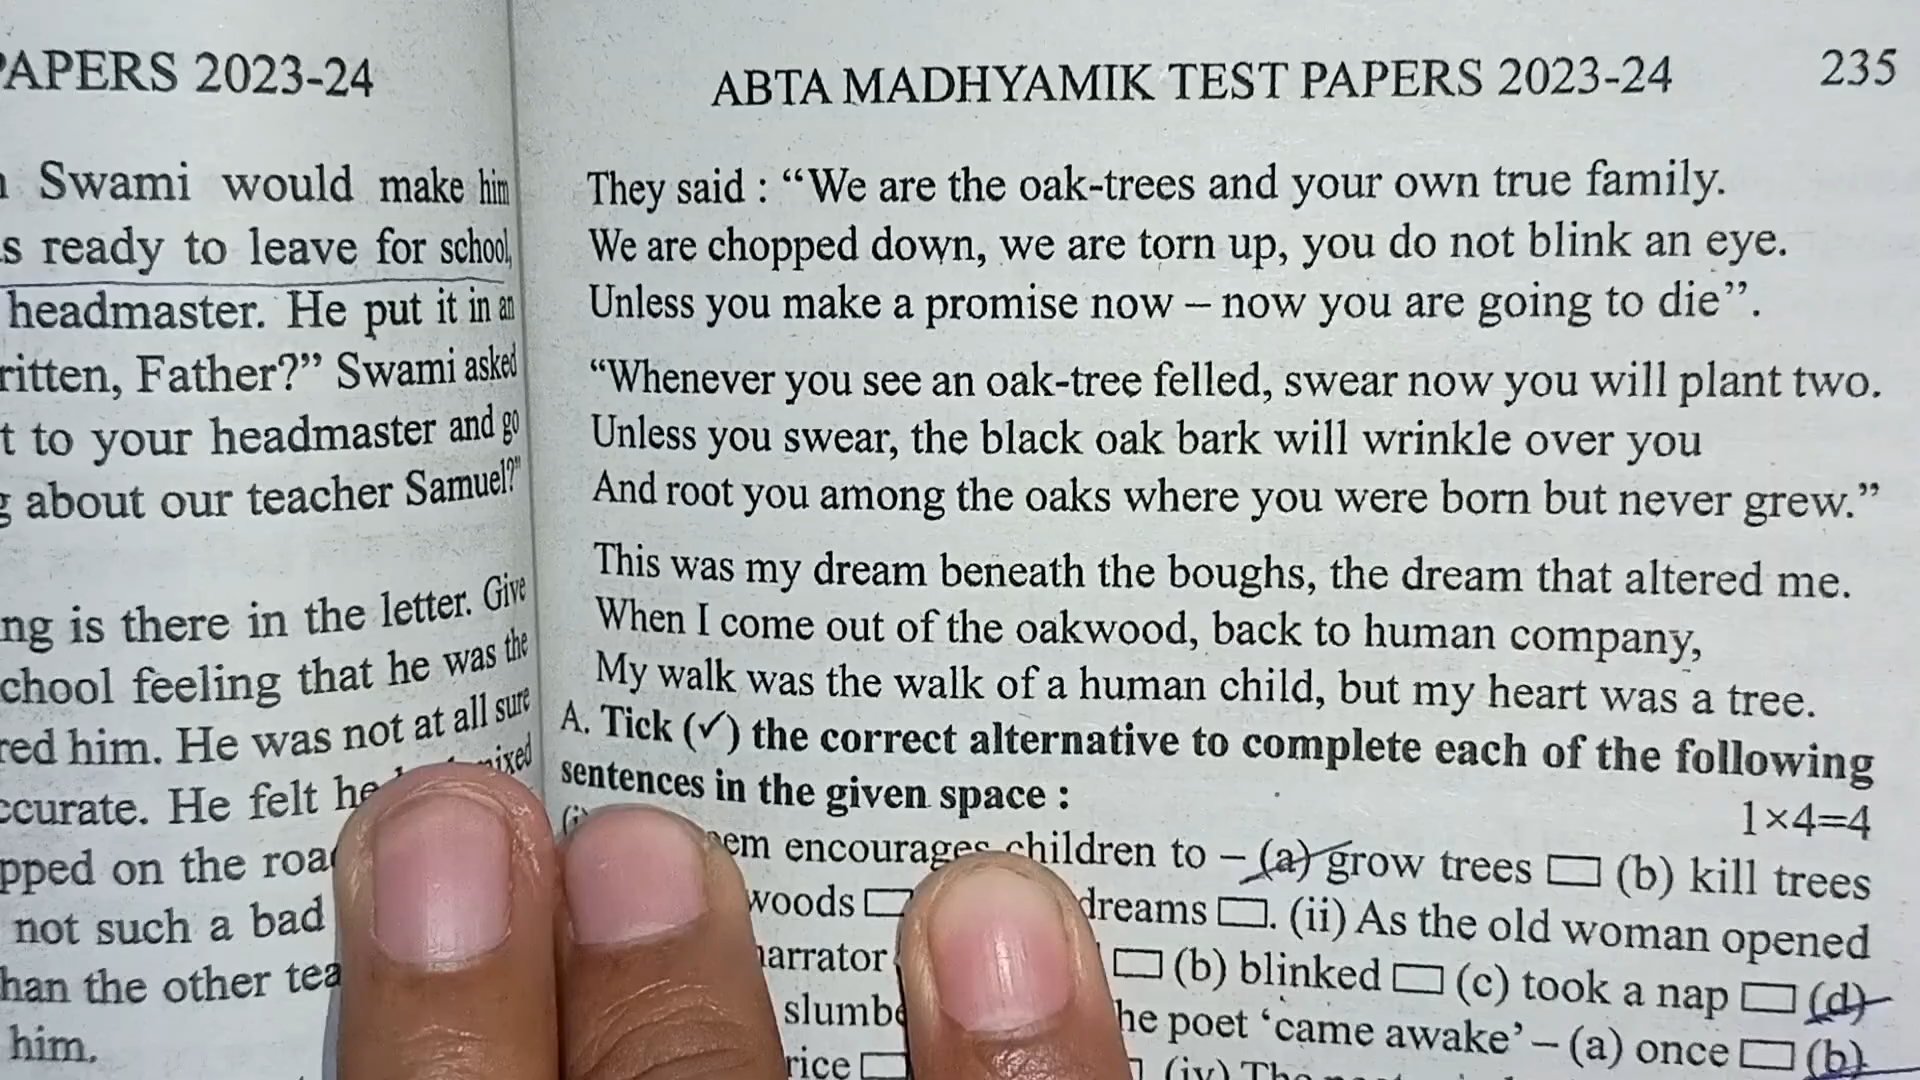 PAPERS 2023-24
Swami would make him
s ready to leave for school,
headmaster. He put it in an
ritten, Father?” Swami asked
t to your headmaster and go
g about our teacher Samuel?”
ng is there in the letter. Give
chool feeling that he was the
red him. He was not at all sure
ccurate. He felt he mixed
pped on the roa
not such a bad
han the other tea
him.
ABTA MADHYAMIK TEST PAPERS 2023-24 235
They said : “We are the oak-trees and your own true family.
We are chopped down, we are torn up, you do not blink an eye.
Unless you make a promise now – now you are going to die”.
“Whenever you see an oak-tree felled, swear now you will plant two.
Unless you swear, the black oak bark will wrinkle over you
And root you among the oaks where you were born but never grew.”
This was my dream beneath the boughs, the dream that altered me.
When I come out of the oakwood, back to human company,
My walk was the walk of a human child, but my heart was a tree.
A. Tick (✓) the correct alternative to complete each of the following
sentences in the given space :
1×4=4
(i) em encourages children to – (a) grow trees (b) kill trees
woods dreams . (ii) As the old woman opened
narrator (b) blinked (c) took a nap (d)
slumbe he poet ‘came awake’ – (a) once (b)
rice (iv)